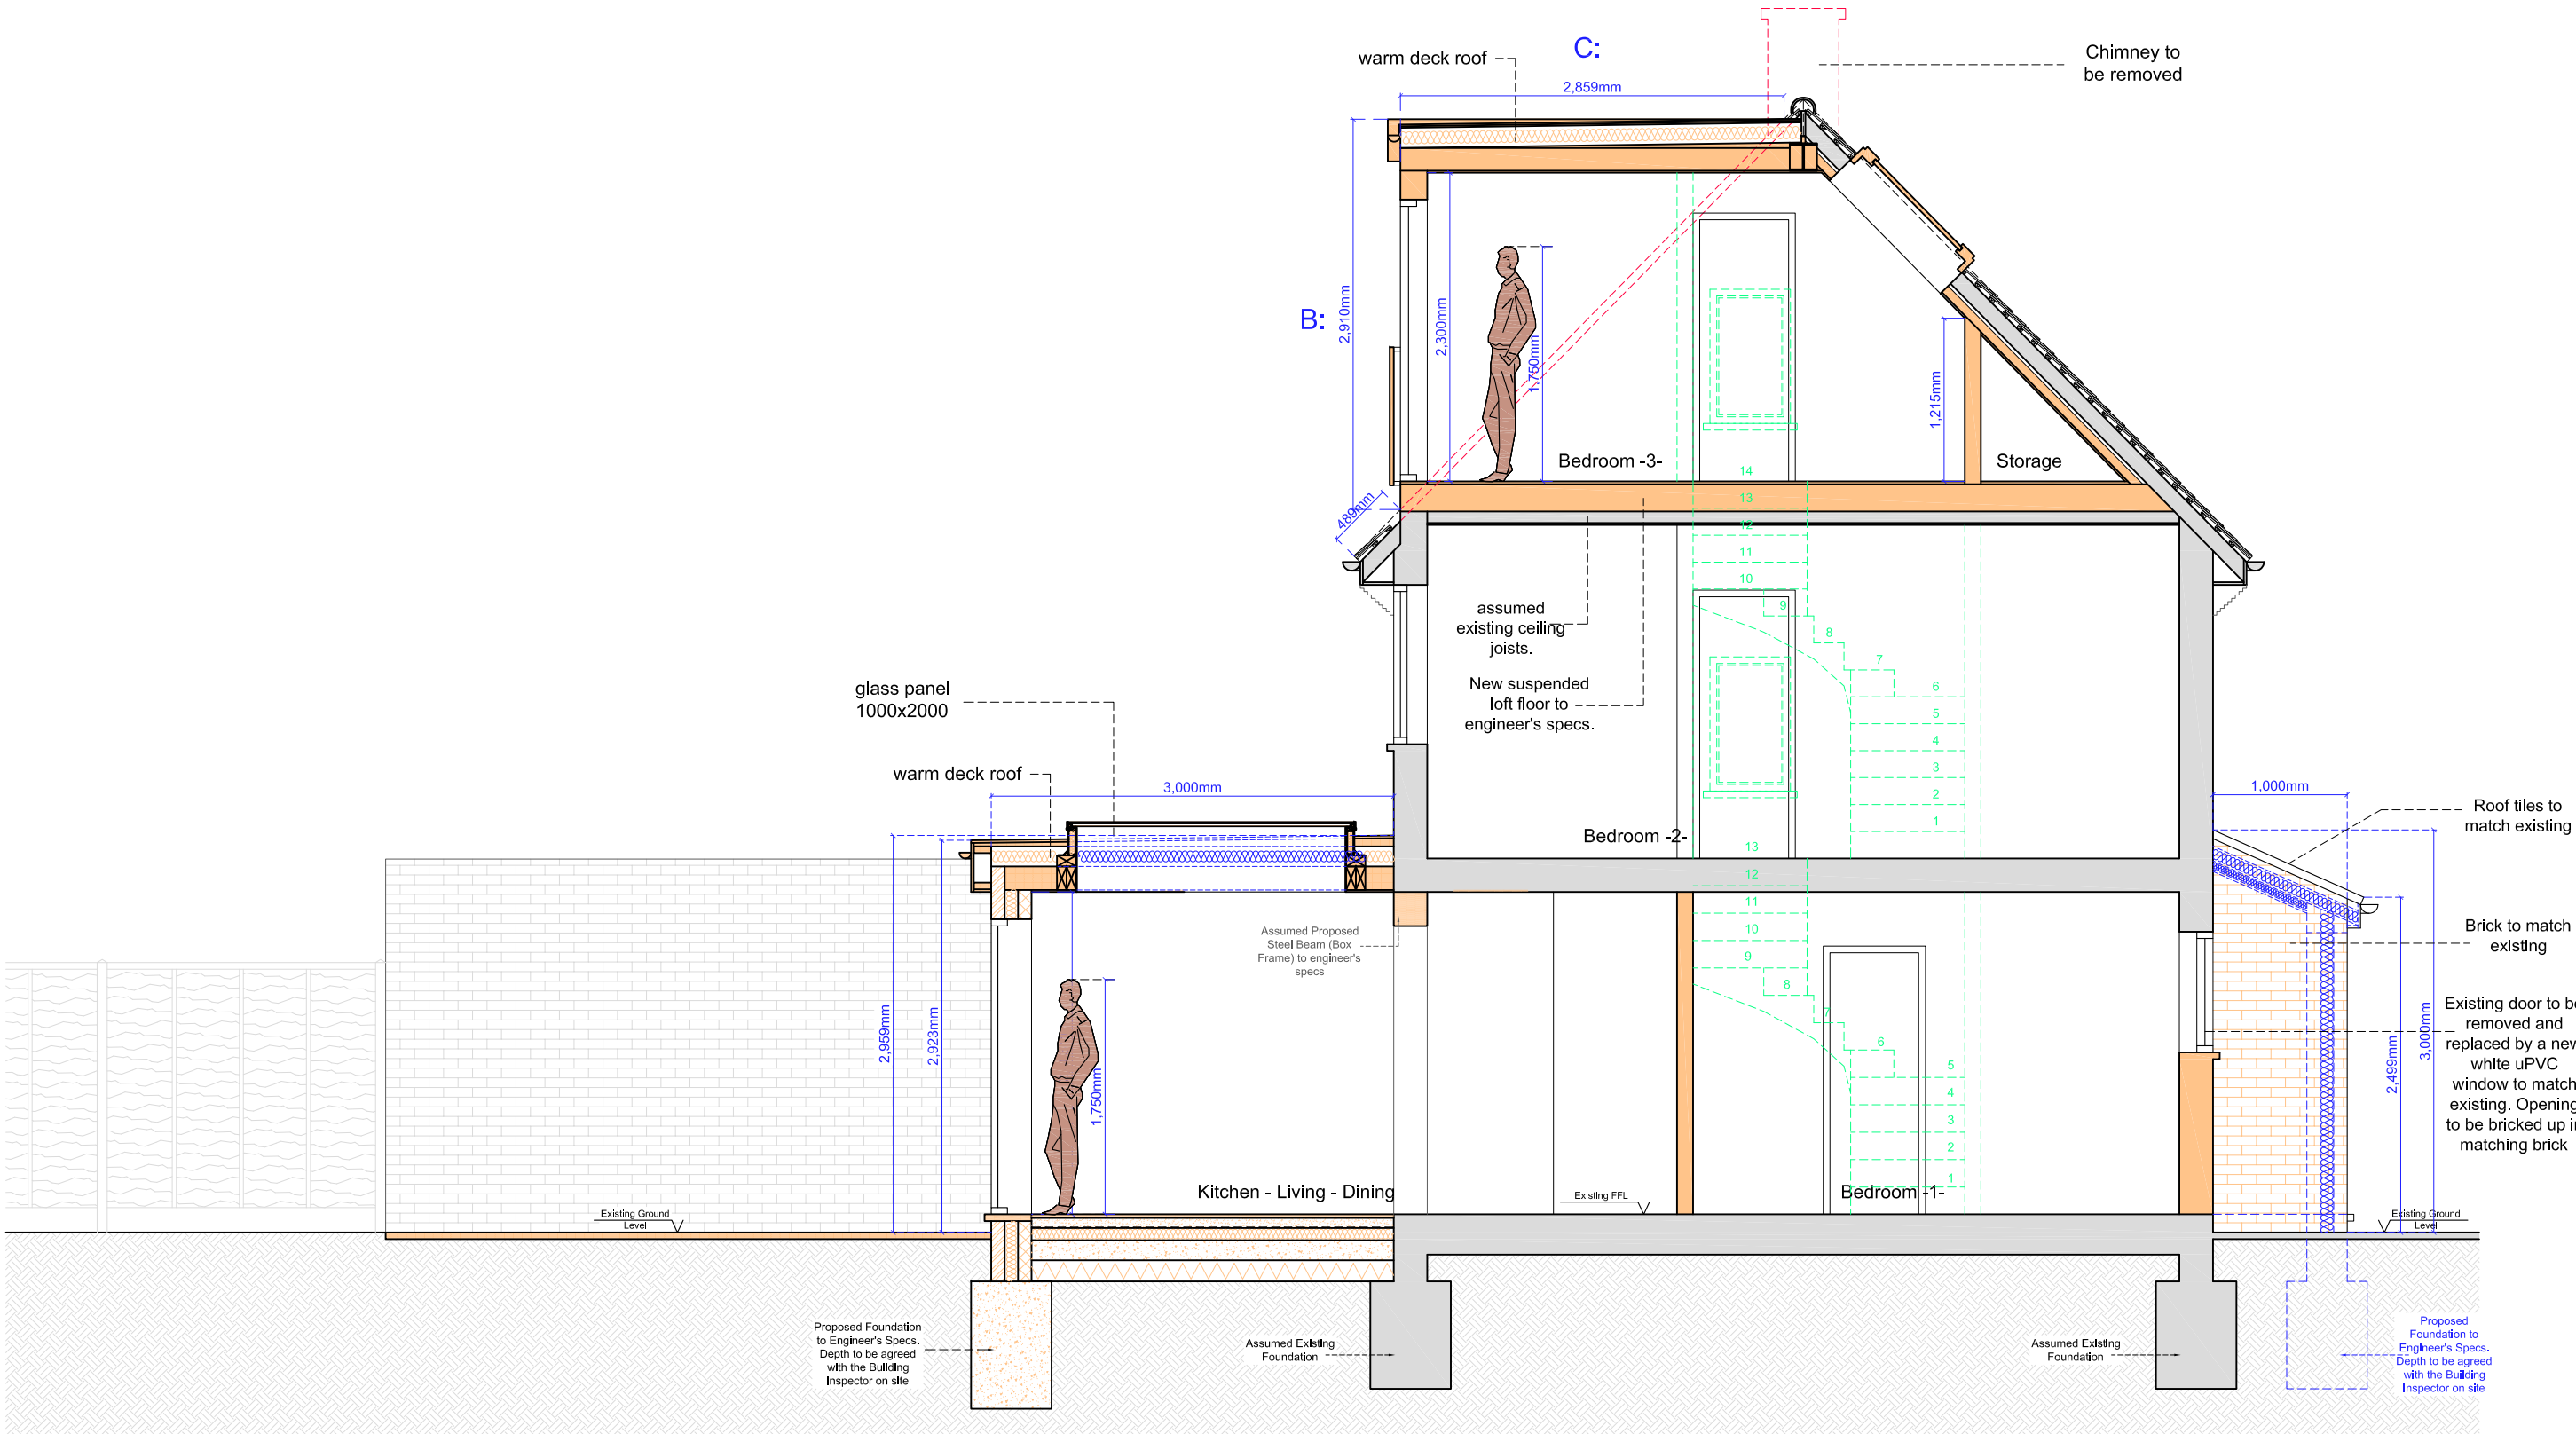 C:
warm deck roof
Chimney to
be removed
2,859mm
B:
2,910mm
2,300mm
1,750mm
1,215mm
489mm
Bedroom -3-
Storage
14
13
12
11
10
9
8
7
6
5
4
3
2
1
assumed
existing ceiling
joists.
New suspended
loft floor to
engineer's specs.
glass panel
1000x2000
warm deck roof
3,000mm
Bedroom -2-
1,000mm
Roof tiles to
match existing
Brick to match
existing
Existing door to be
removed and
replaced by a new
white uPVC
window to match
existing. Opening
to be bricked up in
matching brick
3,000mm
2,499mm
13
12
11
10
9
8
7
6
5
4
3
2
1
Assumed Proposed
Steel Beam (Box
Frame) to engineer's
specs
2,959mm
2,923mm
1,750mm
Kitchen - Living - Dining
Existing FFL
Bedroom -1-
Existing Ground
Level
Existing Ground
Level
Proposed Foundation
to Engineer's Specs.
Depth to be agreed
with the Building
Inspector on site
Assumed Existing
Foundation
Assumed Existing
Foundation
Proposed
Foundation to
Engineer's Specs.
Depth to be agreed
with the Building
Inspector on site